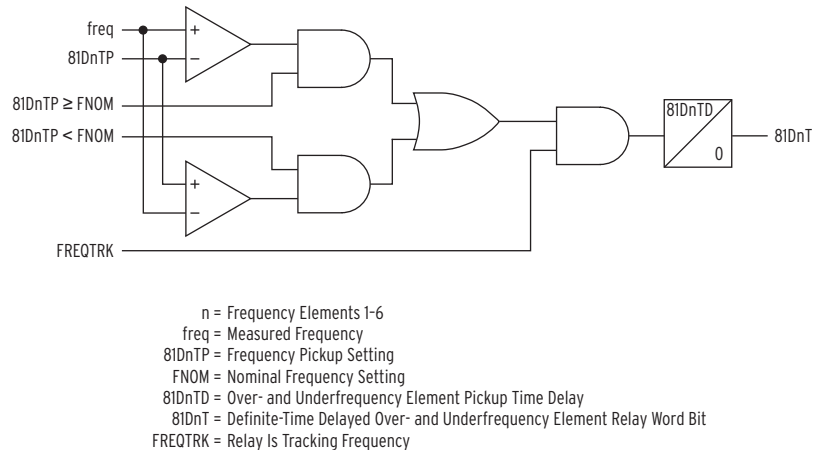 freq
+
81DnTP
−
81DnTP ≥ FNOM
81DnTD
81DnTP < FNOM
81DnT
0
+
−
FREQTRK
n = Frequency Elements 1-6
freq = Measured Frequency
81DnTP = Frequency Pickup Setting
FNOM = Nominal Frequency Setting
81DnTD = Over- and Underfrequency Element Pickup Time Delay
81DnT = Definite-Time Delayed Over- and Underfrequency Element Relay Word Bit
FREQTRK = Relay Is Tracking Frequency